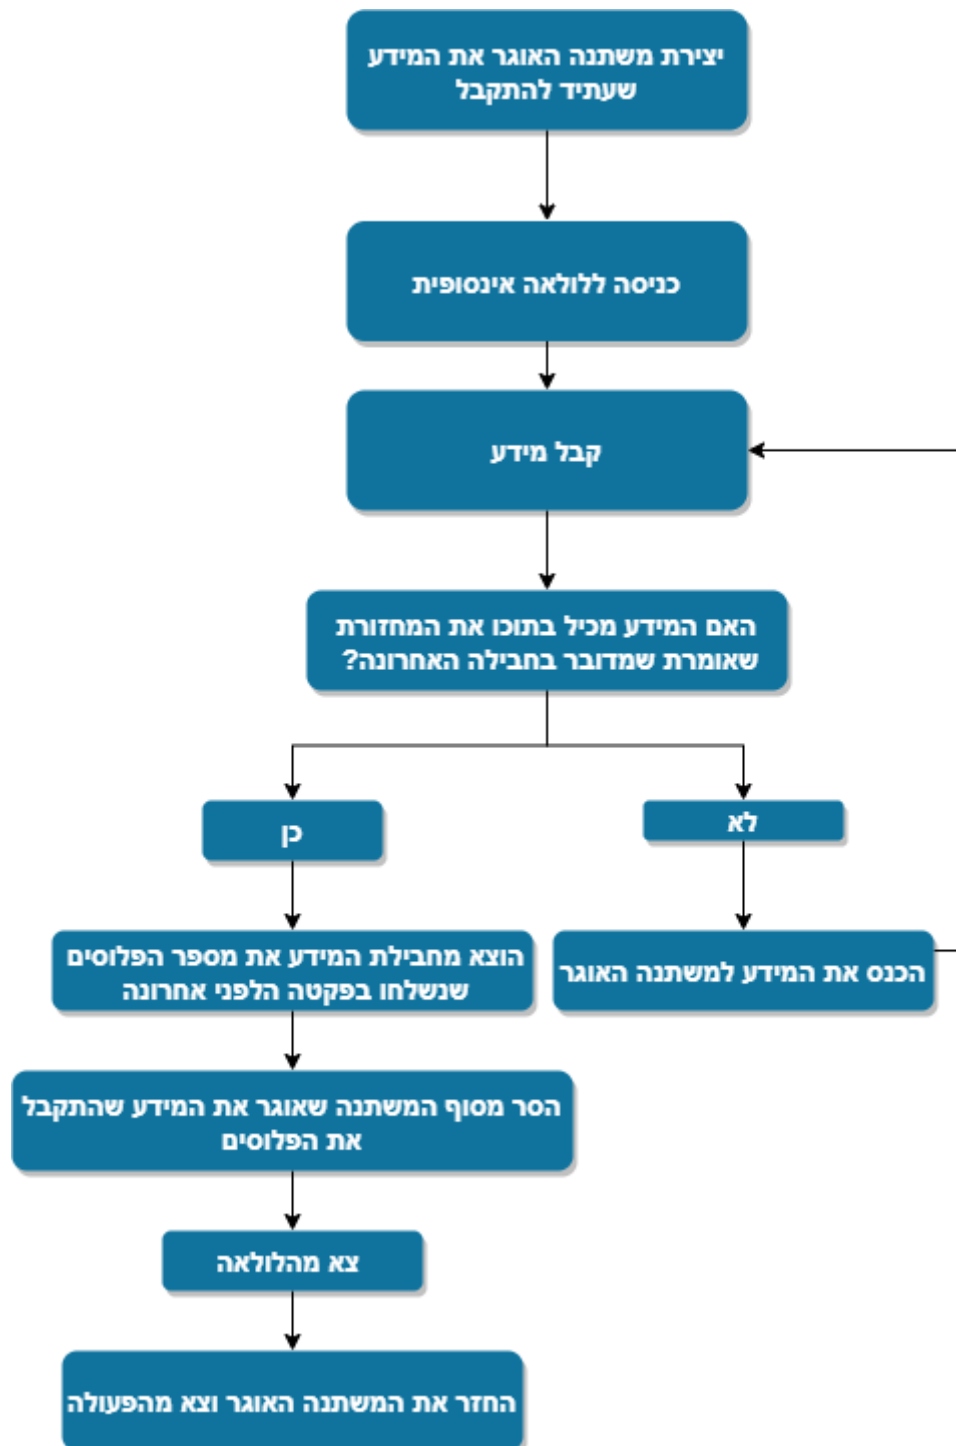 יצירת משתנה האוגר את המידע
שעתיד להתקבל
כניסה ללולאה אינסופית
קבל מידע
האם המידע מכיל בתוכו את המחזורת
שאומרת שמדובר בחבילה האחרונה?
כן
לא
הוצא מחבילת המידע את מספר הפלוסים
שנשלחו בפקטה הלפני אחרונה
הכנס את המידע למשתנה האוגר
הסר מסוף המשתנה שאוגר את המידע שהתקבל
את הפלוסים
צא מהלולאה
החזר את המשתנה האוגר וצא מהפעולה